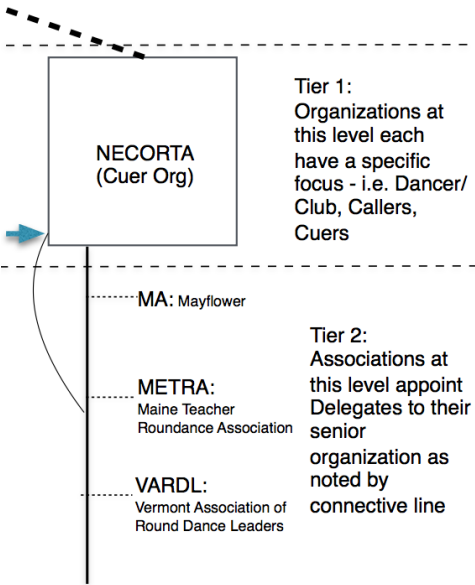 NECORTA
(Cuer Org)
Tier 1:
Organizations at
this level each
have a specific
focus - i.e. Dancer/
Club, Callers,
Cuers
MA: Mayflower
METRA:
Maine Teacher
Roundance Association
VARDL:
Vermont Association of
Round Dance Leaders
Tier 2:
Associations at
this level appoint
Delegates to their
senior
organization as
noted by
connective line